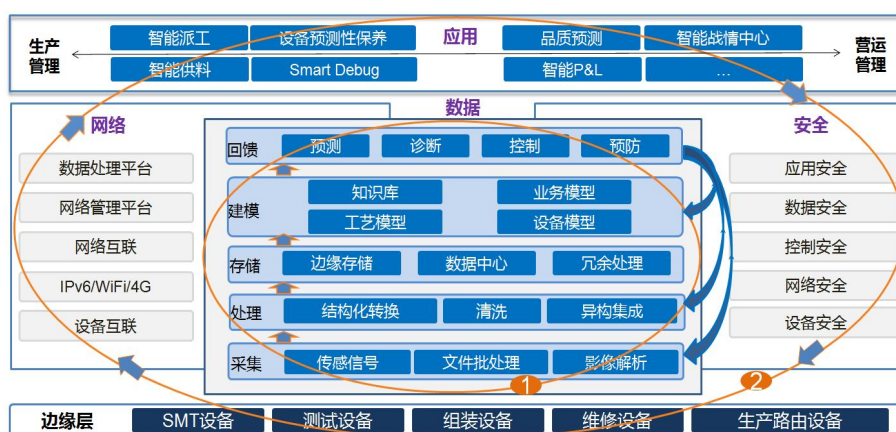 智能派工 设备预测性保养 应用 品质预测 智能战情中心
生产管理 营运管理
智能供料 Smart Debug 智能P&L …
网络 数据 安全
数据处理平台
网络管理平台
网络互联
IPv6/WiFi/4G
设备互联
回馈 预测 诊断 控制 预防
建模 知识库 业务模型
工艺模型 设备模型
存储 边缘存储 数据中心 冗余处理
处理 结构化转换 清洗 异构集成
采集 传感信号 文件批处理 影像解析
1 2
应用安全
数据安全
控制安全
网络安全
设备安全
边缘层 SMT设备 测试设备 组装设备 维修设备 生产路由设备